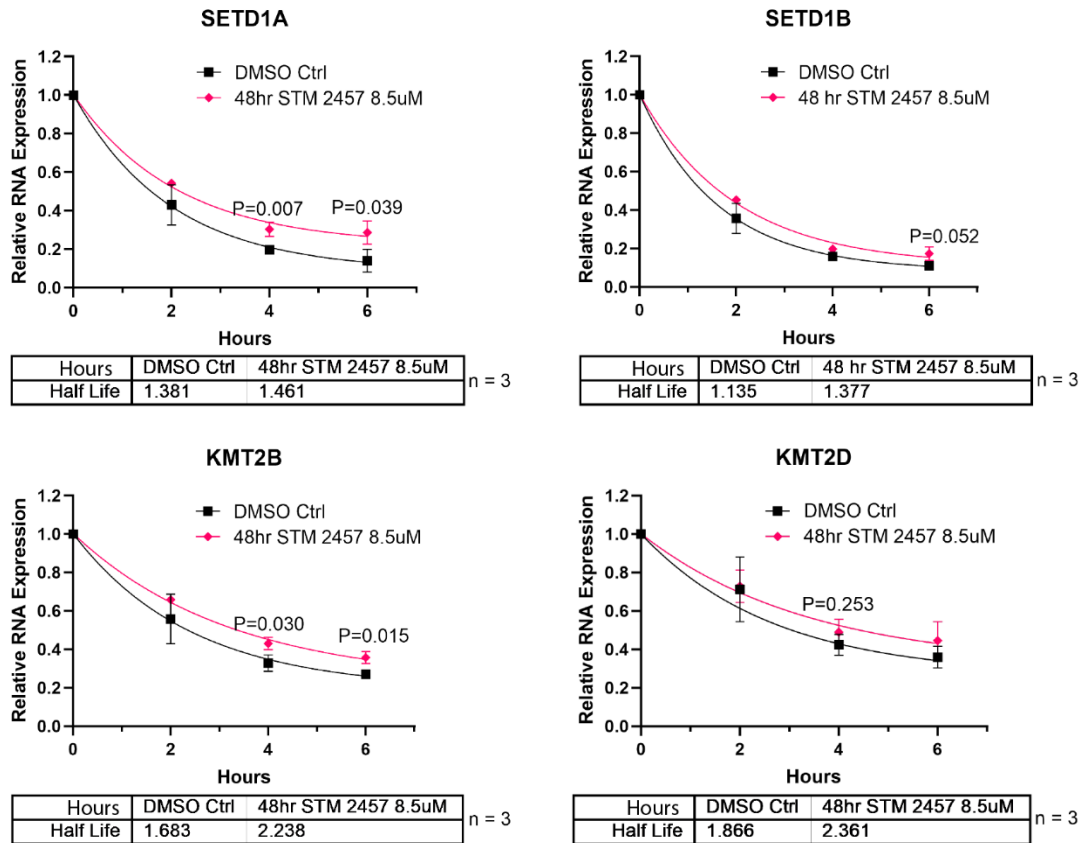 SETD1A
1.2
1.0
0.8
0.6
0.4
0.2
0.0
Relative RNA Expression
DMSO Ctrl
48hr STM 2457 8.5uM
P=0.007
P=0.039
0 2 4 6
Hours
Hours DMSO Ctrl 48hr STM 2457 8.5uM
Half Life 1.381 1.461
n = 3
SETD1B
1.2
1.0
0.8
0.6
0.4
0.2
0.0
Relative RNA Expression
DMSO Ctrl
48 hr STM 2457 8.5uM
P=0.052
0 2 4 6
Hours
Hours DMSO Ctrl 48 hr STM 2457 8.5uM
Half Life 1.135 1.377
n = 3
KMT2B
1.2
1.0
0.8
0.6
0.4
0.2
0.0
Relative RNA Expression
DMSO Ctrl
48hr STM 2457 8.5uM
P=0.030
P=0.015
0 2 4 6
Hours
Hours DMSO Ctrl 48hr STM 2457 8.5uM
Half Life 1.683 2.238
n = 3
KMT2D
1.2
1.0
0.8
0.6
0.4
0.2
0.0
Relative RNA Expression
DMSO Ctrl
48hr STM 2457 8.5uM
P=0.253
0 2 4 6
Hours
Hours DMSO Ctrl 48hr STM 2457 8.5uM
Half Life 1.866 2.361
n = 3